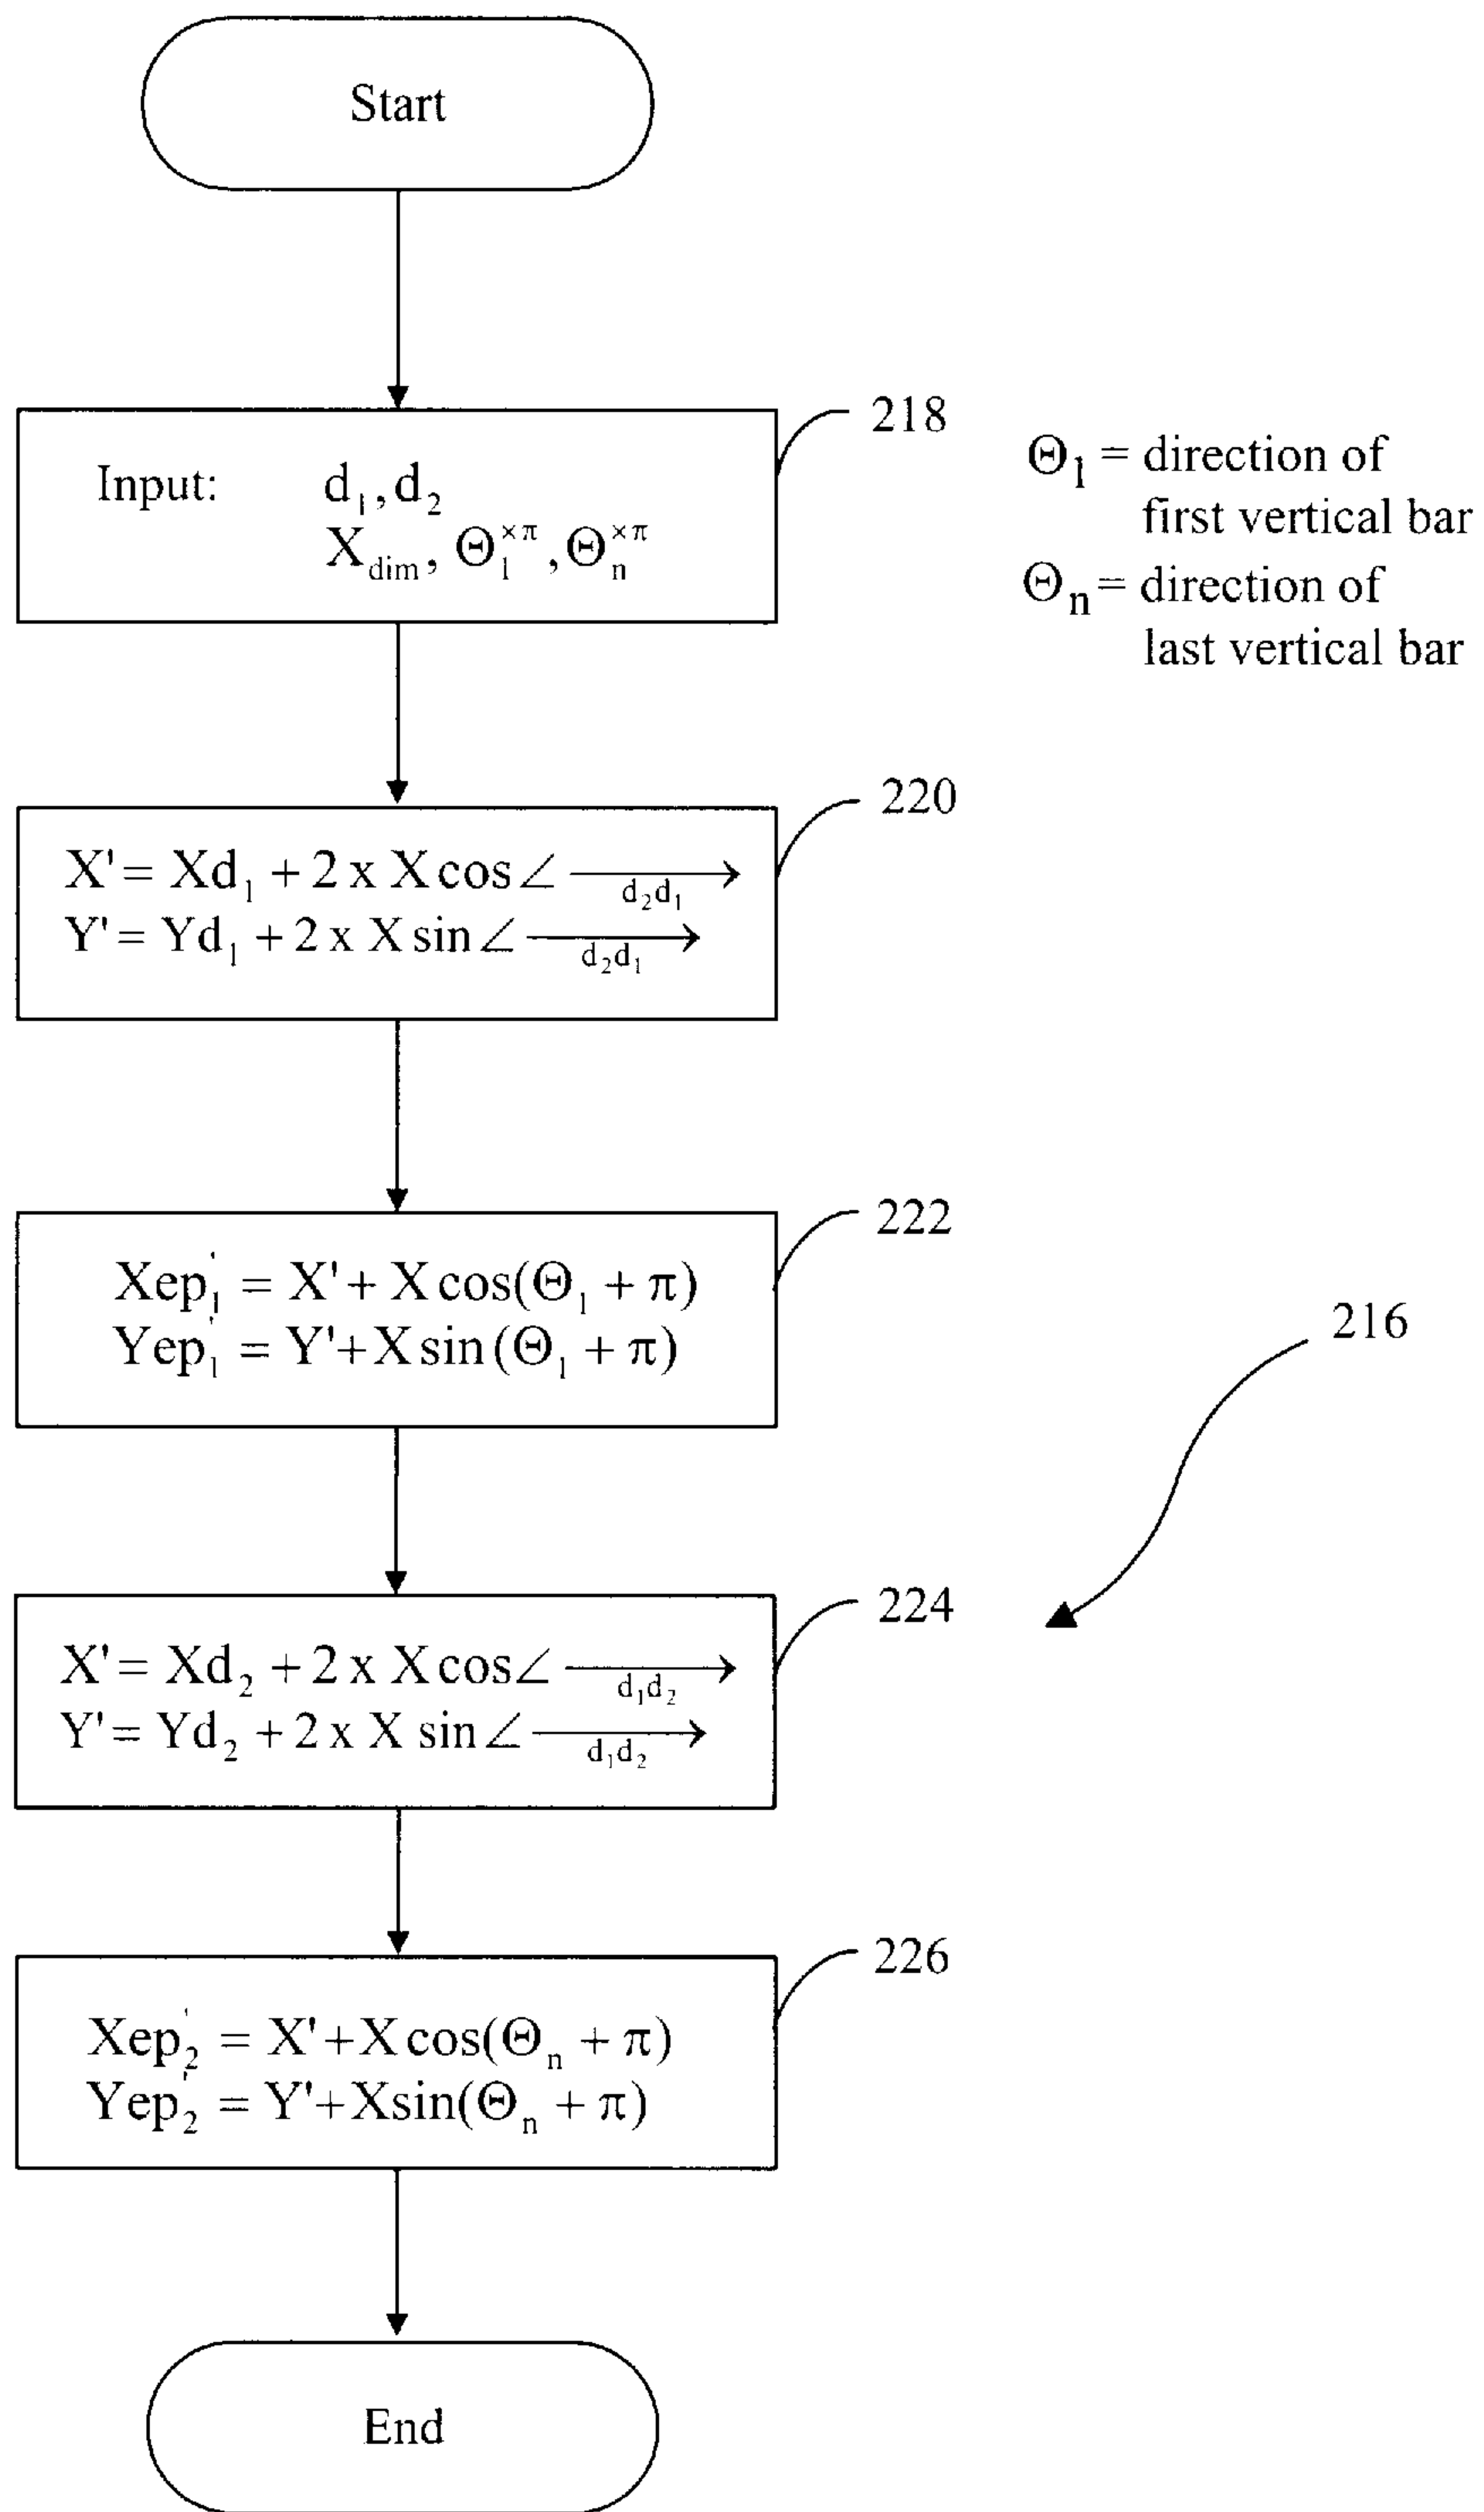 Start
218
Input: d₁, d₂
X_dim, Θ₁^×π, Θₙ^×π
Θ₁ = direction of
first vertical bar
Θₙ = direction of
last vertical bar
220
X' = Xd₁ + 2 x X cos ∠ → d₂d₁
Y' = Yd₁ + 2 x X sin ∠ → d₂d₁
222
Xep₁' = X' + X cos(Θ₁ + π)
Yep₁' = Y' + X sin(Θ₁ + π)
216
224
X' = Xd₂ + 2 x X cos ∠ → d₁d₂
Y' = Yd₂ + 2 x X sin ∠ → d₁d₂
226
Xep₂' = X' + X cos(Θₙ + π)
Yep₂' = Y' + X sin(Θₙ + π)
End